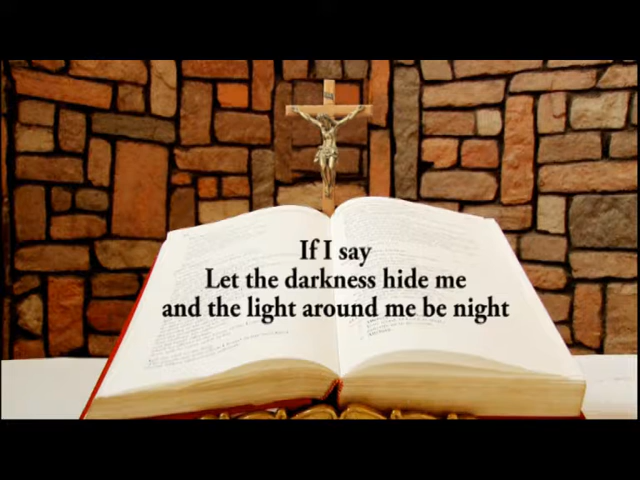 If I say
Let the darkness hide me
and the light around me be night